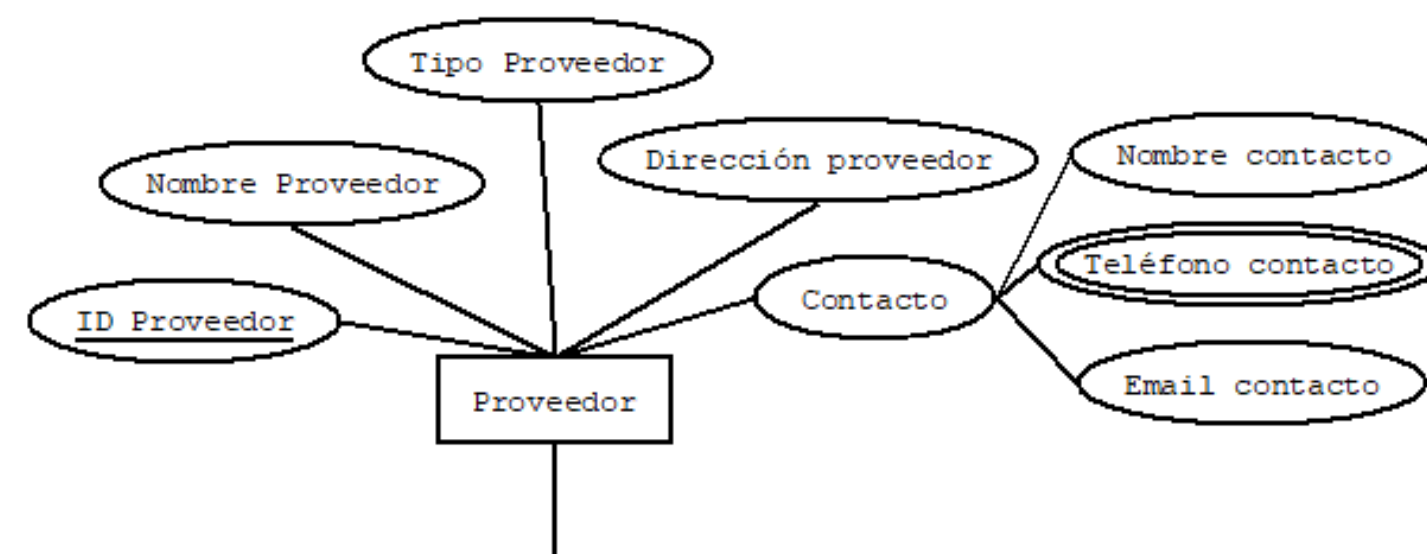 Tipo Proveedor
Nombre Proveedor
Dirección proveedor
Nombre contacto
Teléfono contacto
ID Proveedor
Contacto
Email contacto
Proveedor